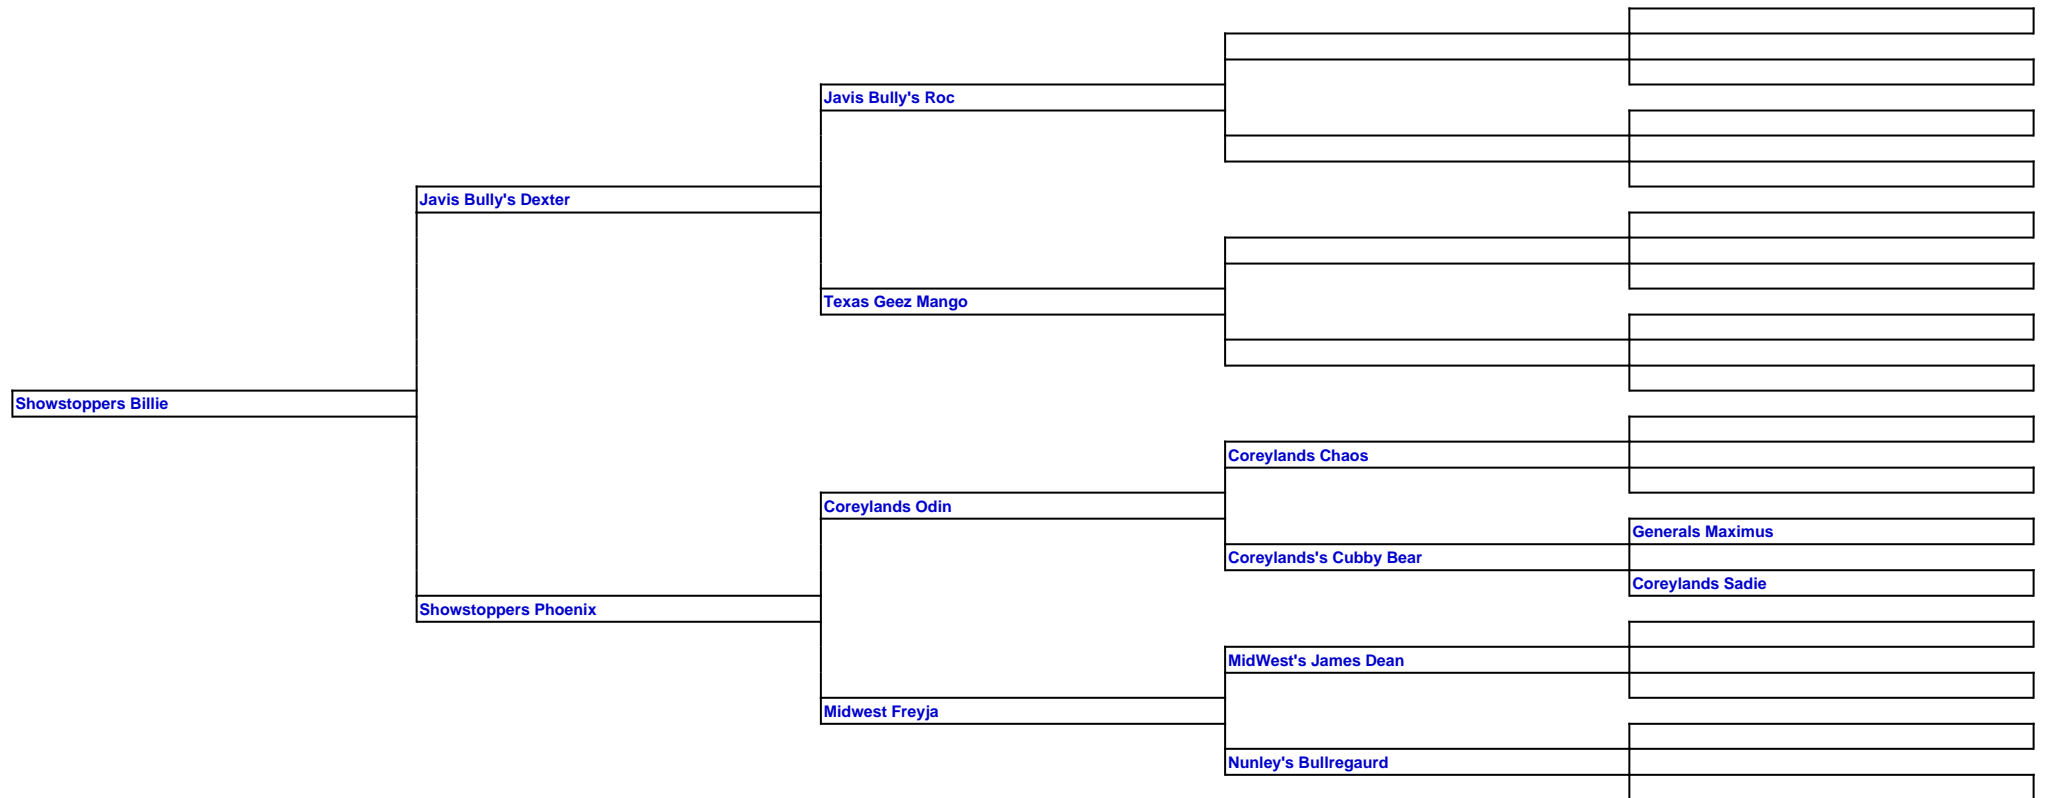 Javis Bully's Roc
Javis Bully's Dexter
Texas Geez Mango
Showstoppers Billie
Coreylands Chaos
Coreylands Odin
Generals Maximus
Coreylands's Cubby Bear
Coreylands Sadie
Showstoppers Phoenix
MidWest's James Dean
Midwest Freyja
Nunley's Bullregaurd